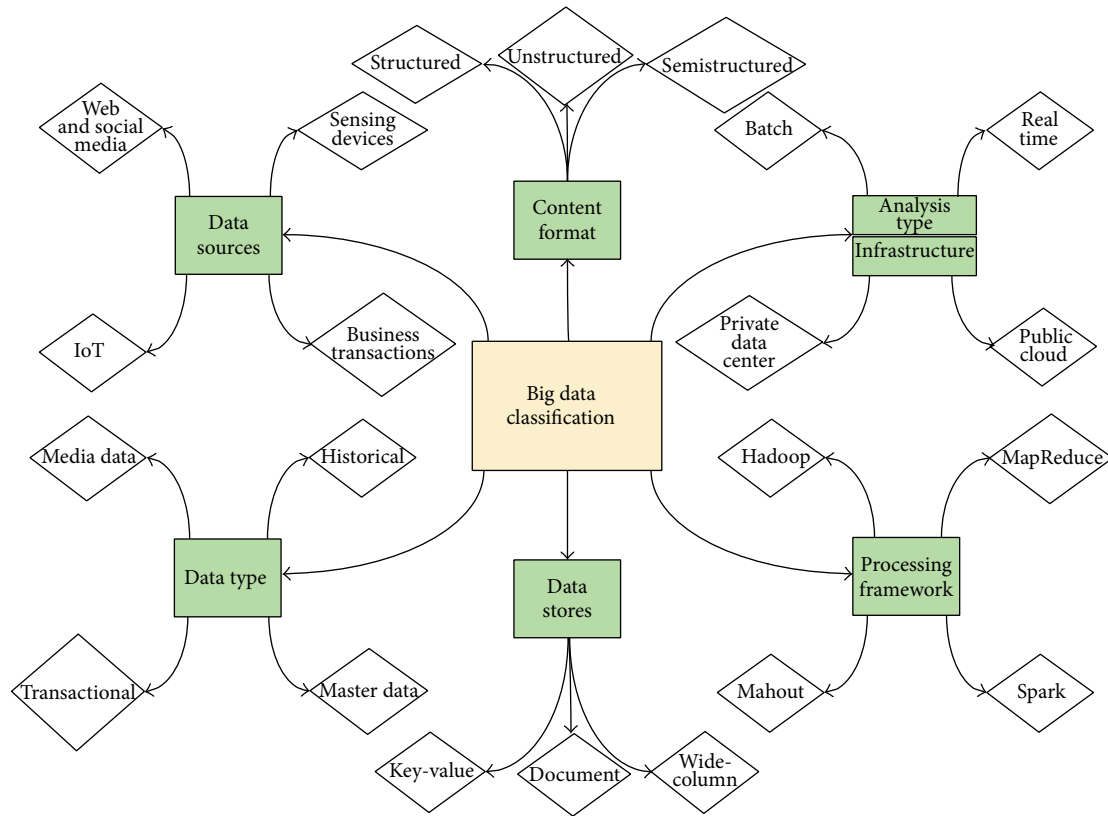 Structured
Unstructured
Semistructured
Web
and social
media
Sensing
devices
Batch
Real
time
Data
sources
Content
format
Analysis
type
Infrastructure
IoT
Business
transactions
Private
data
center
Public
cloud
Big data
classification
Media data
Historical
Hadoop
MapReduce
Data type
Data
stores
Processing
framework
Transactional
Master data
Mahout
Spark
Key-value
Document
Wide-
column